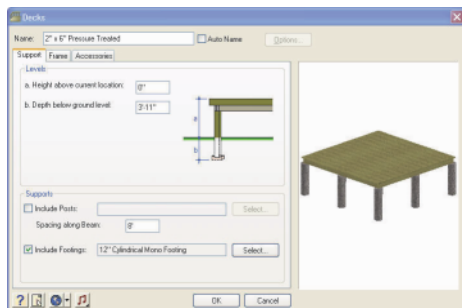 Decks
Name: 2" x 6" Pressure Treated Auto Name Options...
Support Frame Accessories
Levels
a. Height above current location: 0"
b. Depth below ground level: 3'-11"
a
b
Supports
Include Posts: Select...
Spacing along Beam: 8'
Include Footings: 12" Cylindrical Mono Footing Select...
OK Cancel